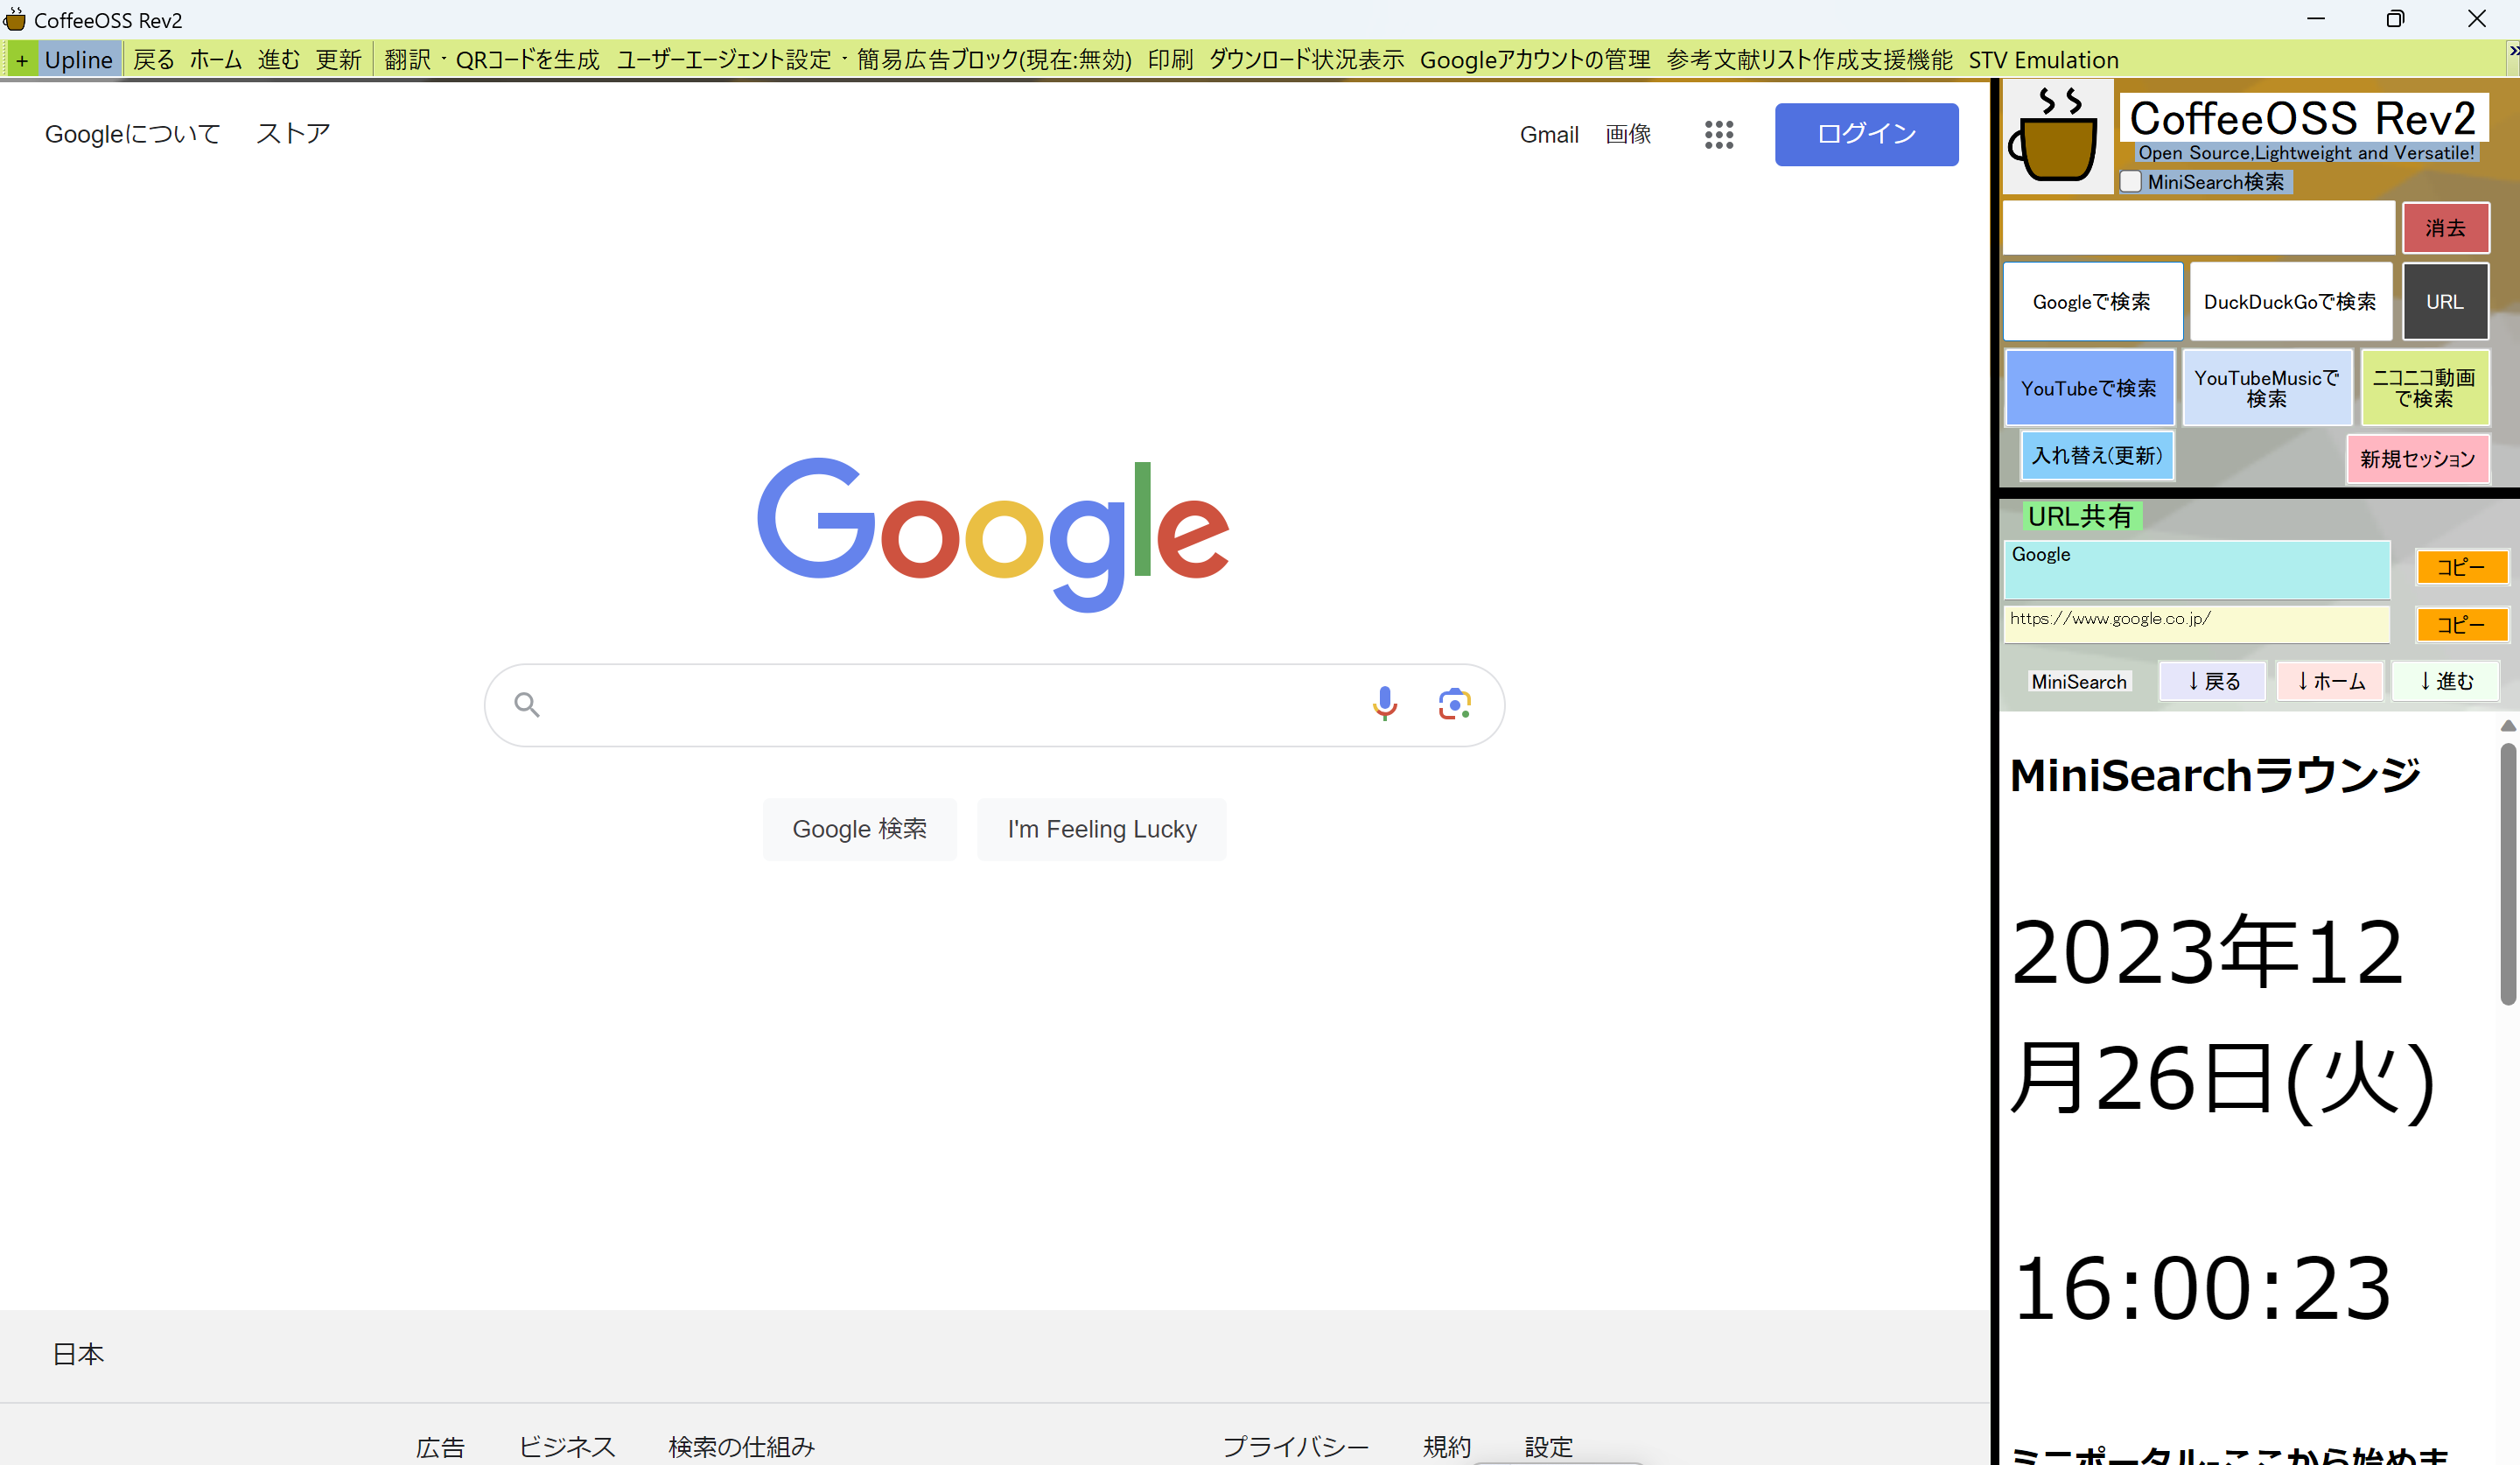 CoffeeOSS Rev2
+ Upline 戻る ホーム 進む 更新 翻訳 ・ QRコードを生成 ユーザーエージェント設定 ・ 簡易広告ブロック(現在:無効) 印刷 ダウンロード状況表示 Googleアカウントの管理 参考文献リスト作成支援機能 STV Emulation »
Googleについて ストア Gmail 画像 ログイン
Google
Google 検索 I'm Feeling Lucky
日本
広告 ビジネス 検索の仕組み プライバシー 規約 設定
CoffeeOSS Rev2
Open Source,Lightweight and Versatile!
MiniSearch検索
消去
Googleで検索 DuckDuckGoで検索 URL
YouTubeで検索 YouTubeMusicで
検索 ニコニコ動画
で検索
入れ替え(更新) 新規セッション
URL共有
Google コピー
https://www.google.co.jp/ コピー
MiniSearch ↓戻る ↓ホーム ↓進む
MiniSearchラウンジ
2023年12
月26日(火)
16:00:23
ミニポータル-ここから始めま